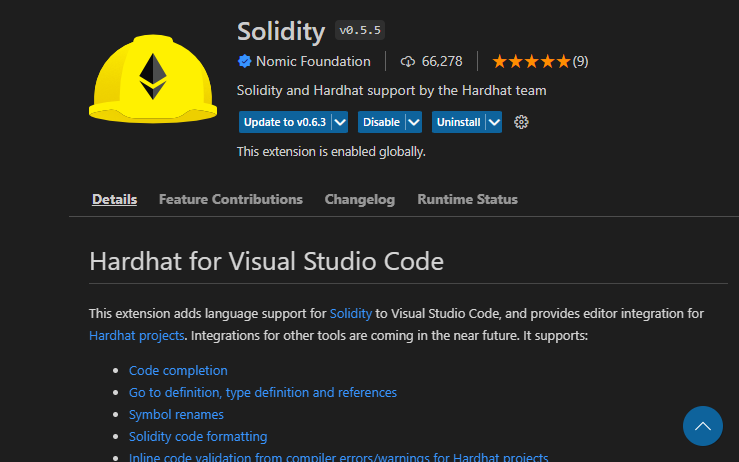 Solidity v0.5.5
Nomic Foundation 66,278 (9)
Solidity and Hardhat support by the Hardhat team
Update to v0.6.3 Disable Uninstall
This extension is enabled globally.
Details Feature Contributions Changelog Runtime Status
Hardhat for Visual Studio Code
This extension adds language support for Solidity to Visual Studio Code, and provides editor integration for
Hardhat projects. Integrations for other tools are coming in the near future. It supports:
Code completion
Go to definition, type definition and references
Symbol renames
Solidity code formatting
Inline code validation from compiler errors/warnings for Hardhat projects